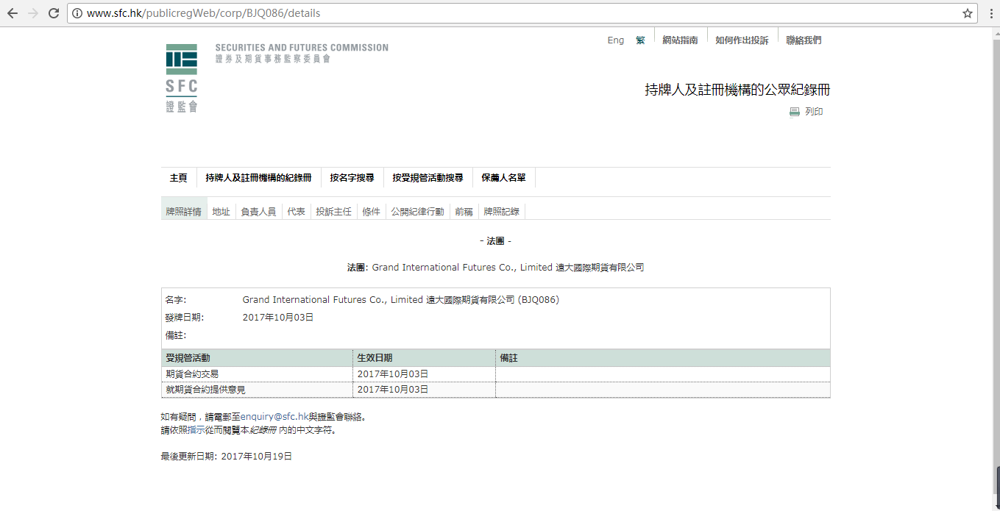 www.sfc.hk/publicregWeb/corp/BJQ086/details
Eng 繁 網站指南 如何作出投訴 聯絡我們
SECURITIES AND FUTURES COMMISSION
證券及期貨事務監察委員會
SFC
證監會
持牌人及註冊機構的公眾紀錄冊
列印
主頁 持牌人及註冊機構的紀錄冊 按名字搜尋 按受規管活動搜尋 保薦人名單
牌照詳情 地址 負責人員 代表 投訴主任 條件 公開紀律行動 前稱 牌照記錄
- 法團 -
法團: Grand International Futures Co., Limited 遠大國際期貨有限公司
名字: Grand International Futures Co., Limited 遠大國際期貨有限公司 (BJQ086)
發牌日期: 2017年10月03日
備註:
受規管活動 生效日期 備註
期貨合約交易 2017年10月03日
就期貨合約提供意見 2017年10月03日
如有疑問，請電郵至enquiry@sfc.hk與證監會聯絡。
請依照指示從而閱覽本紀錄冊 內的中文字符。
最後更新日期: 2017年10月19日